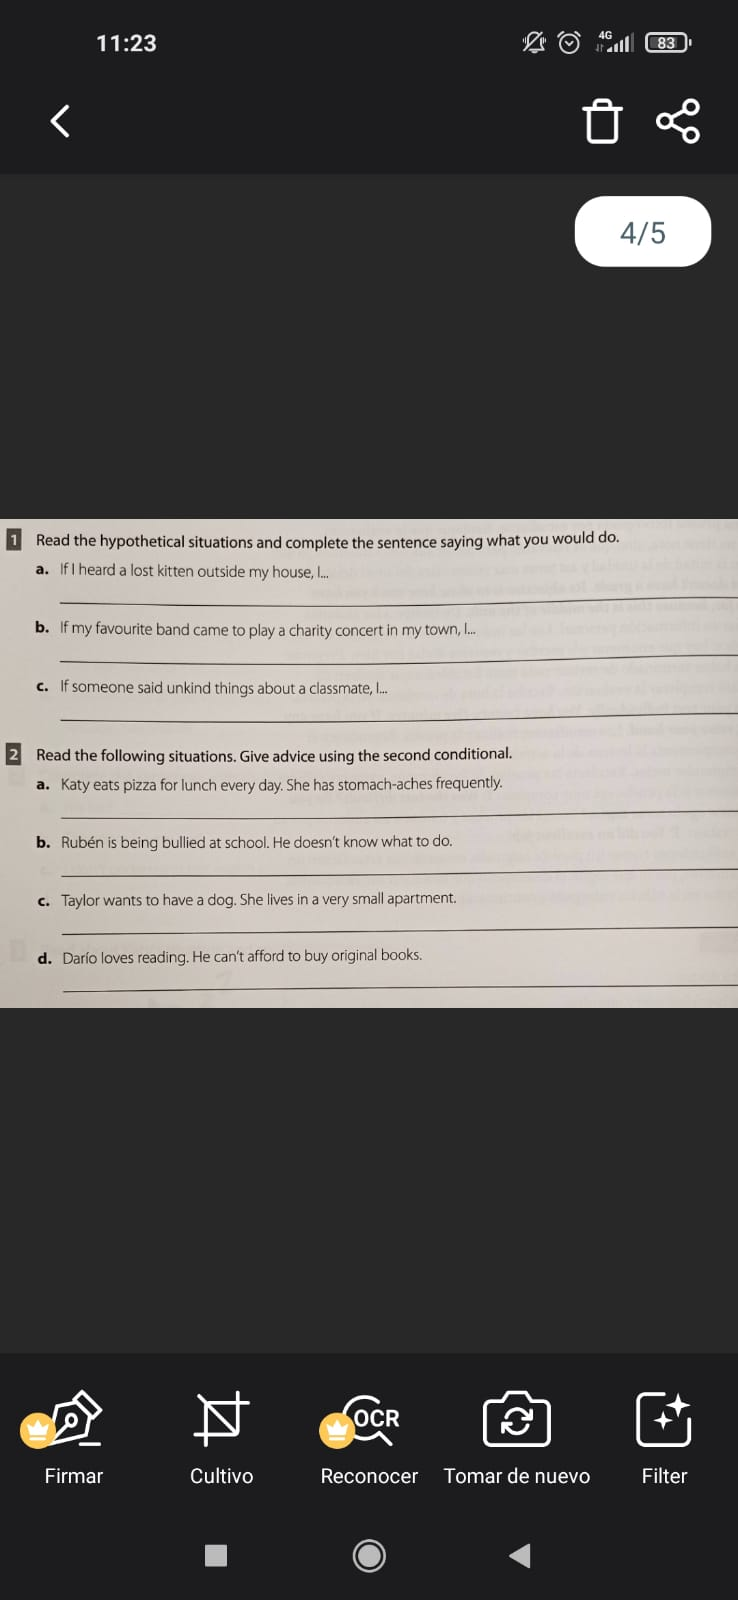 11:23
4G
83
4/5
1 Read the hypothetical situations and complete the sentence saying what you would do.
a. If I heard a lost kitten outside my house, I...
b. If my favourite band came to play a charity concert in my town, I...
c. If someone said unkind things about a classmate, I...
2 Read the following situations. Give advice using the second conditional.
a. Katy eats pizza for lunch every day. She has stomach-aches frequently.
b. Rubén is being bullied at school. He doesn't know what to do.
c. Taylor wants to have a dog. She lives in a very small apartment.
d. Darío loves reading. He can't afford to buy original books.
OCR
Firmar Cultivo Reconocer Tomar de nuevo Filter